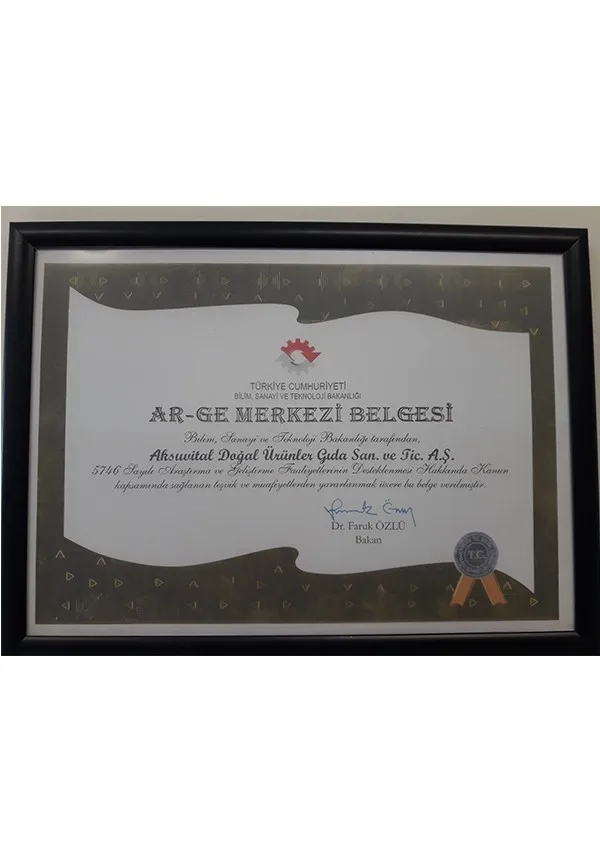 TÜRKİYE CUMHURİYETİ
BİLİM, SANAYİ VE TEKNOLOJİ BAKANLIĞI
AR-GE MERKEZİ BELGESİ
Bilim, Sanayi ve Teknoloji Bakanlığı tarafından,
Aksuvital Doğal Ürünler Gıda San. ve Tic. A.Ş.
5746 Sayılı Araştırma ve Geliştirme Faaliyetlerinin Desteklenmesi Hakkında Kanun
kapsamında sağlanan teşvik ve muafiyetlerden yararlanmak üzere bu belge verilmiştir.
Dr. Faruk ÖZLÜ
Bakan
T.C.